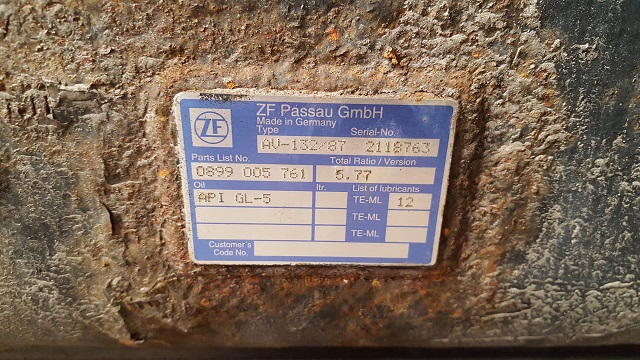 ZF
ZF Passau GmbH
Made in Germany
Type Serial-No.
AV-132/87 2118763
Parts List No. Total Ratio / Version
0899 005 761 5.77
Oil ltr. List of lubricants
API GL-5 TE-ML 12
TE-ML
TE-ML
Customer's
Code No.